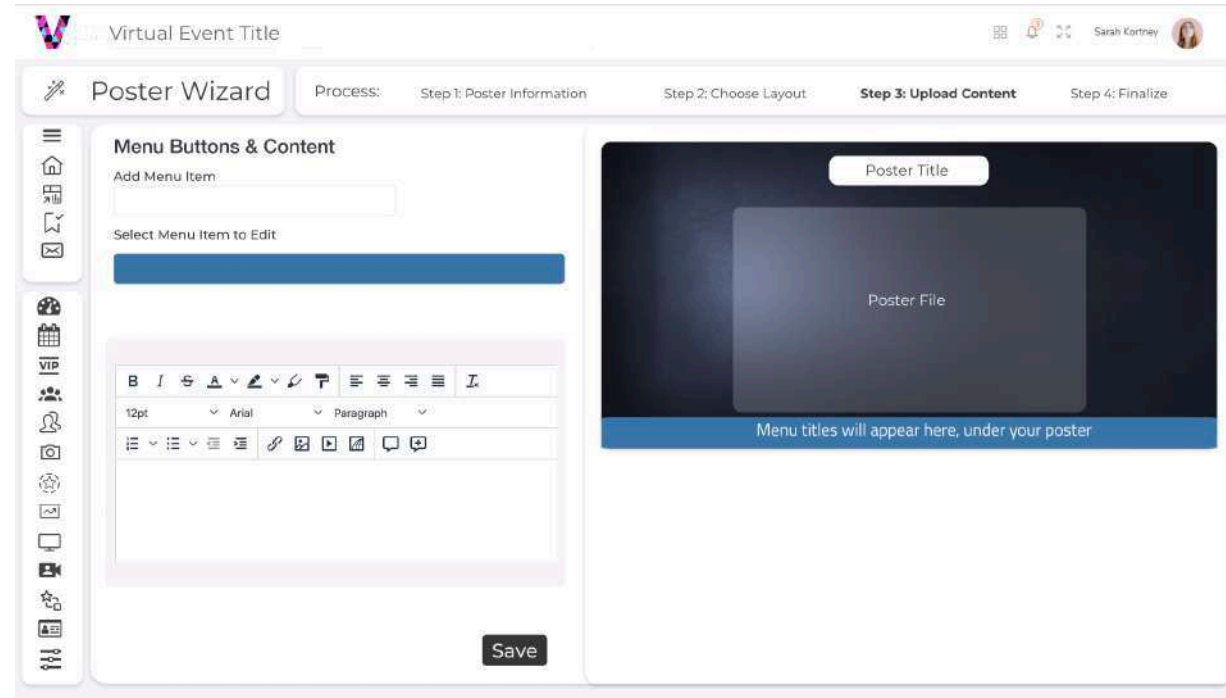 Virtual Event Title
Sarah Kortney
Poster Wizard
Process:
Step 1: Poster Information
Step 2: Choose Layout
Step 3: Upload Content
Step 4: Finalize
Menu Buttons & Content
Add Menu Item
Select Menu Item to Edit
VIP
B I S A
12pt Arial Paragraph
Save
Poster Title
Poster File
Menu titles will appear here, under your poster